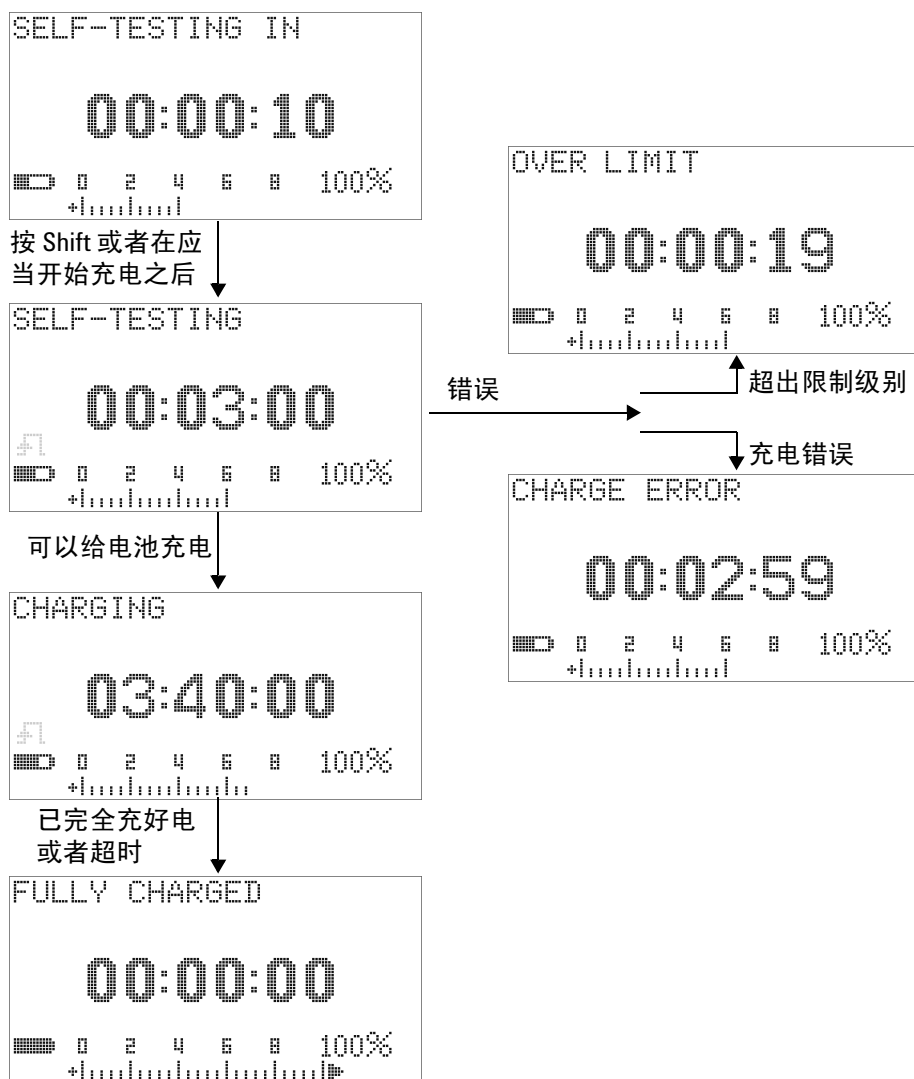 SELF-TESTING IN
00:00:10
0 2 4 6 8 100%
按 Shift 或者在应
当开始充电之后
SELF-TESTING
00:03:00
0 2 4 6 8 100%
可以给电池充电
CHARGING
03:40:00
0 2 4 6 8 100%
已完全充好电
或者超时
FULLY CHARGED
00:00:00
0 2 4 6 8 100%
错误
OVER LIMIT
00:00:19
0 2 4 6 8 100%
超出限制级别
充电错误
CHARGE ERROR
00:02:59
0 2 4 6 8 100%